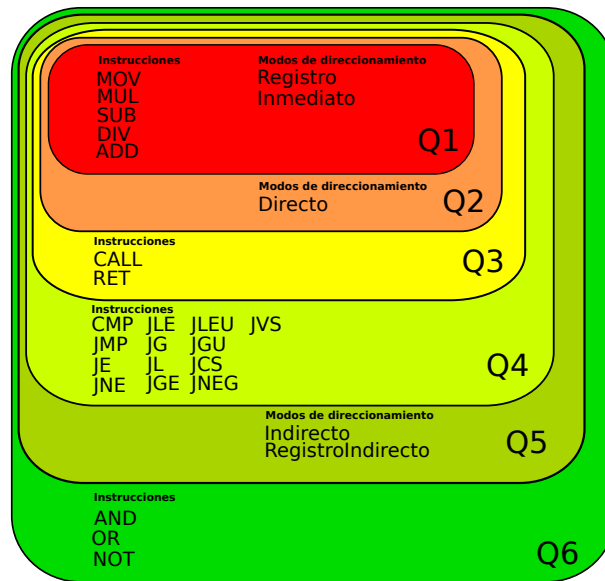 Instrucciones
MOV
MUL
SUB
DIV
ADD
Modos de direccionamiento
Registro
Inmediato
Q1
Modos de direccionamiento
Directo
Q2
Instrucciones
CALL
RET
Q3
Instrucciones
CMP JLE JLEU JVS
JMP JG JGU
JE JL JCS
JNE JGE JNEG
Q4
Modos de direccionamiento
Indirecto
RegistroIndirecto
Q5
Instrucciones
AND
OR
NOT
Q6